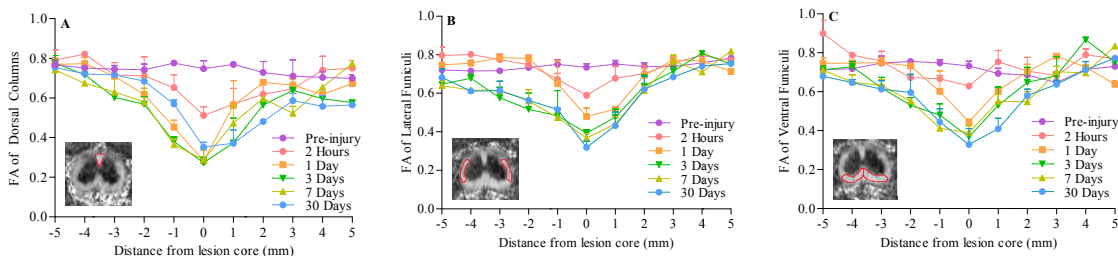 A
FA of Dorsal Columns
1.0
0.8
0.6
0.4
0.2
0.0
Pre-injury
2 Hours
1 Day
3 Days
7 Days
30 Days
-5 -4 -3 -2 -1 0 1 2 3 4 5
Distance from lesion core (mm)
B
FA of Lateral Funiculi
1.0
0.8
0.6
0.4
0.2
0.0
Pre-injury
2 Hours
1 Day
3 Days
7 Days
30 Days
-5 -4 -3 -2 -1 0 1 2 3 4 5
Distance from lesion core (mm)
C
FA of Ventral Funiculi
1.0
0.8
0.6
0.4
0.2
0.0
Pre-injury
2 Hours
1 Day
3 Days
7 Days
30 Days
-5 -4 -3 -2 -1 0 1 2 3 4 5
Distance from lesion core (mm)